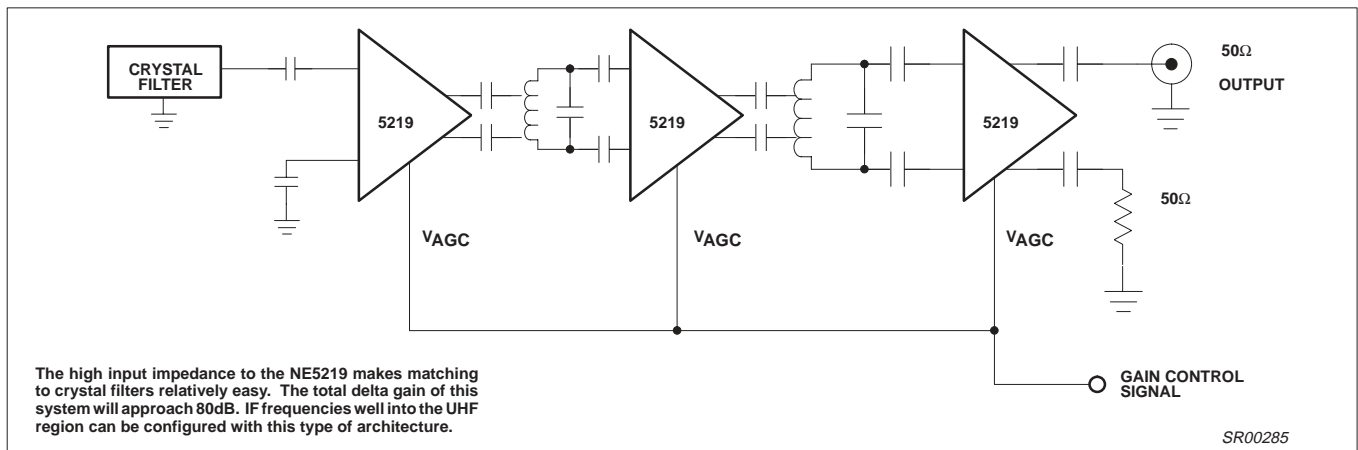 CRYSTAL
FILTER
5219
5219
5219
50Ω
OUTPUT
50Ω
VAGC
VAGC
VAGC
GAIN CONTROL
SIGNAL
The high input impedance to the NE5219 makes matching
to crystal filters relatively easy. The total delta gain of this
system will approach 80dB. IF frequencies well into the UHF
region can be configured with this type of architecture.
SR00285